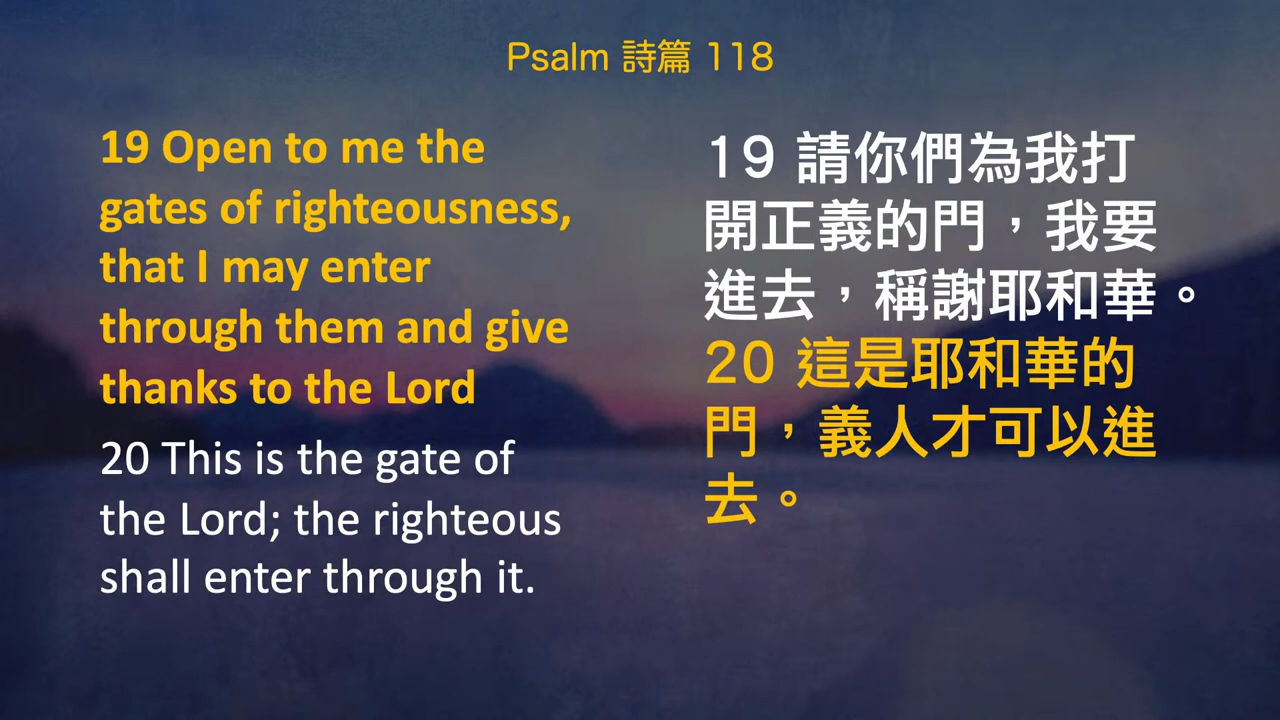 Psalm 詩篇 118
19 Open to me the
gates of righteousness,
that I may enter
through them and give
thanks to the Lord
20 This is the gate of
the Lord; the righteous
shall enter through it.
19 請你們為我打
開正義的門，我要
進去，稱謝耶和華。
20 這是耶和華的
門，義人才可以進
去。